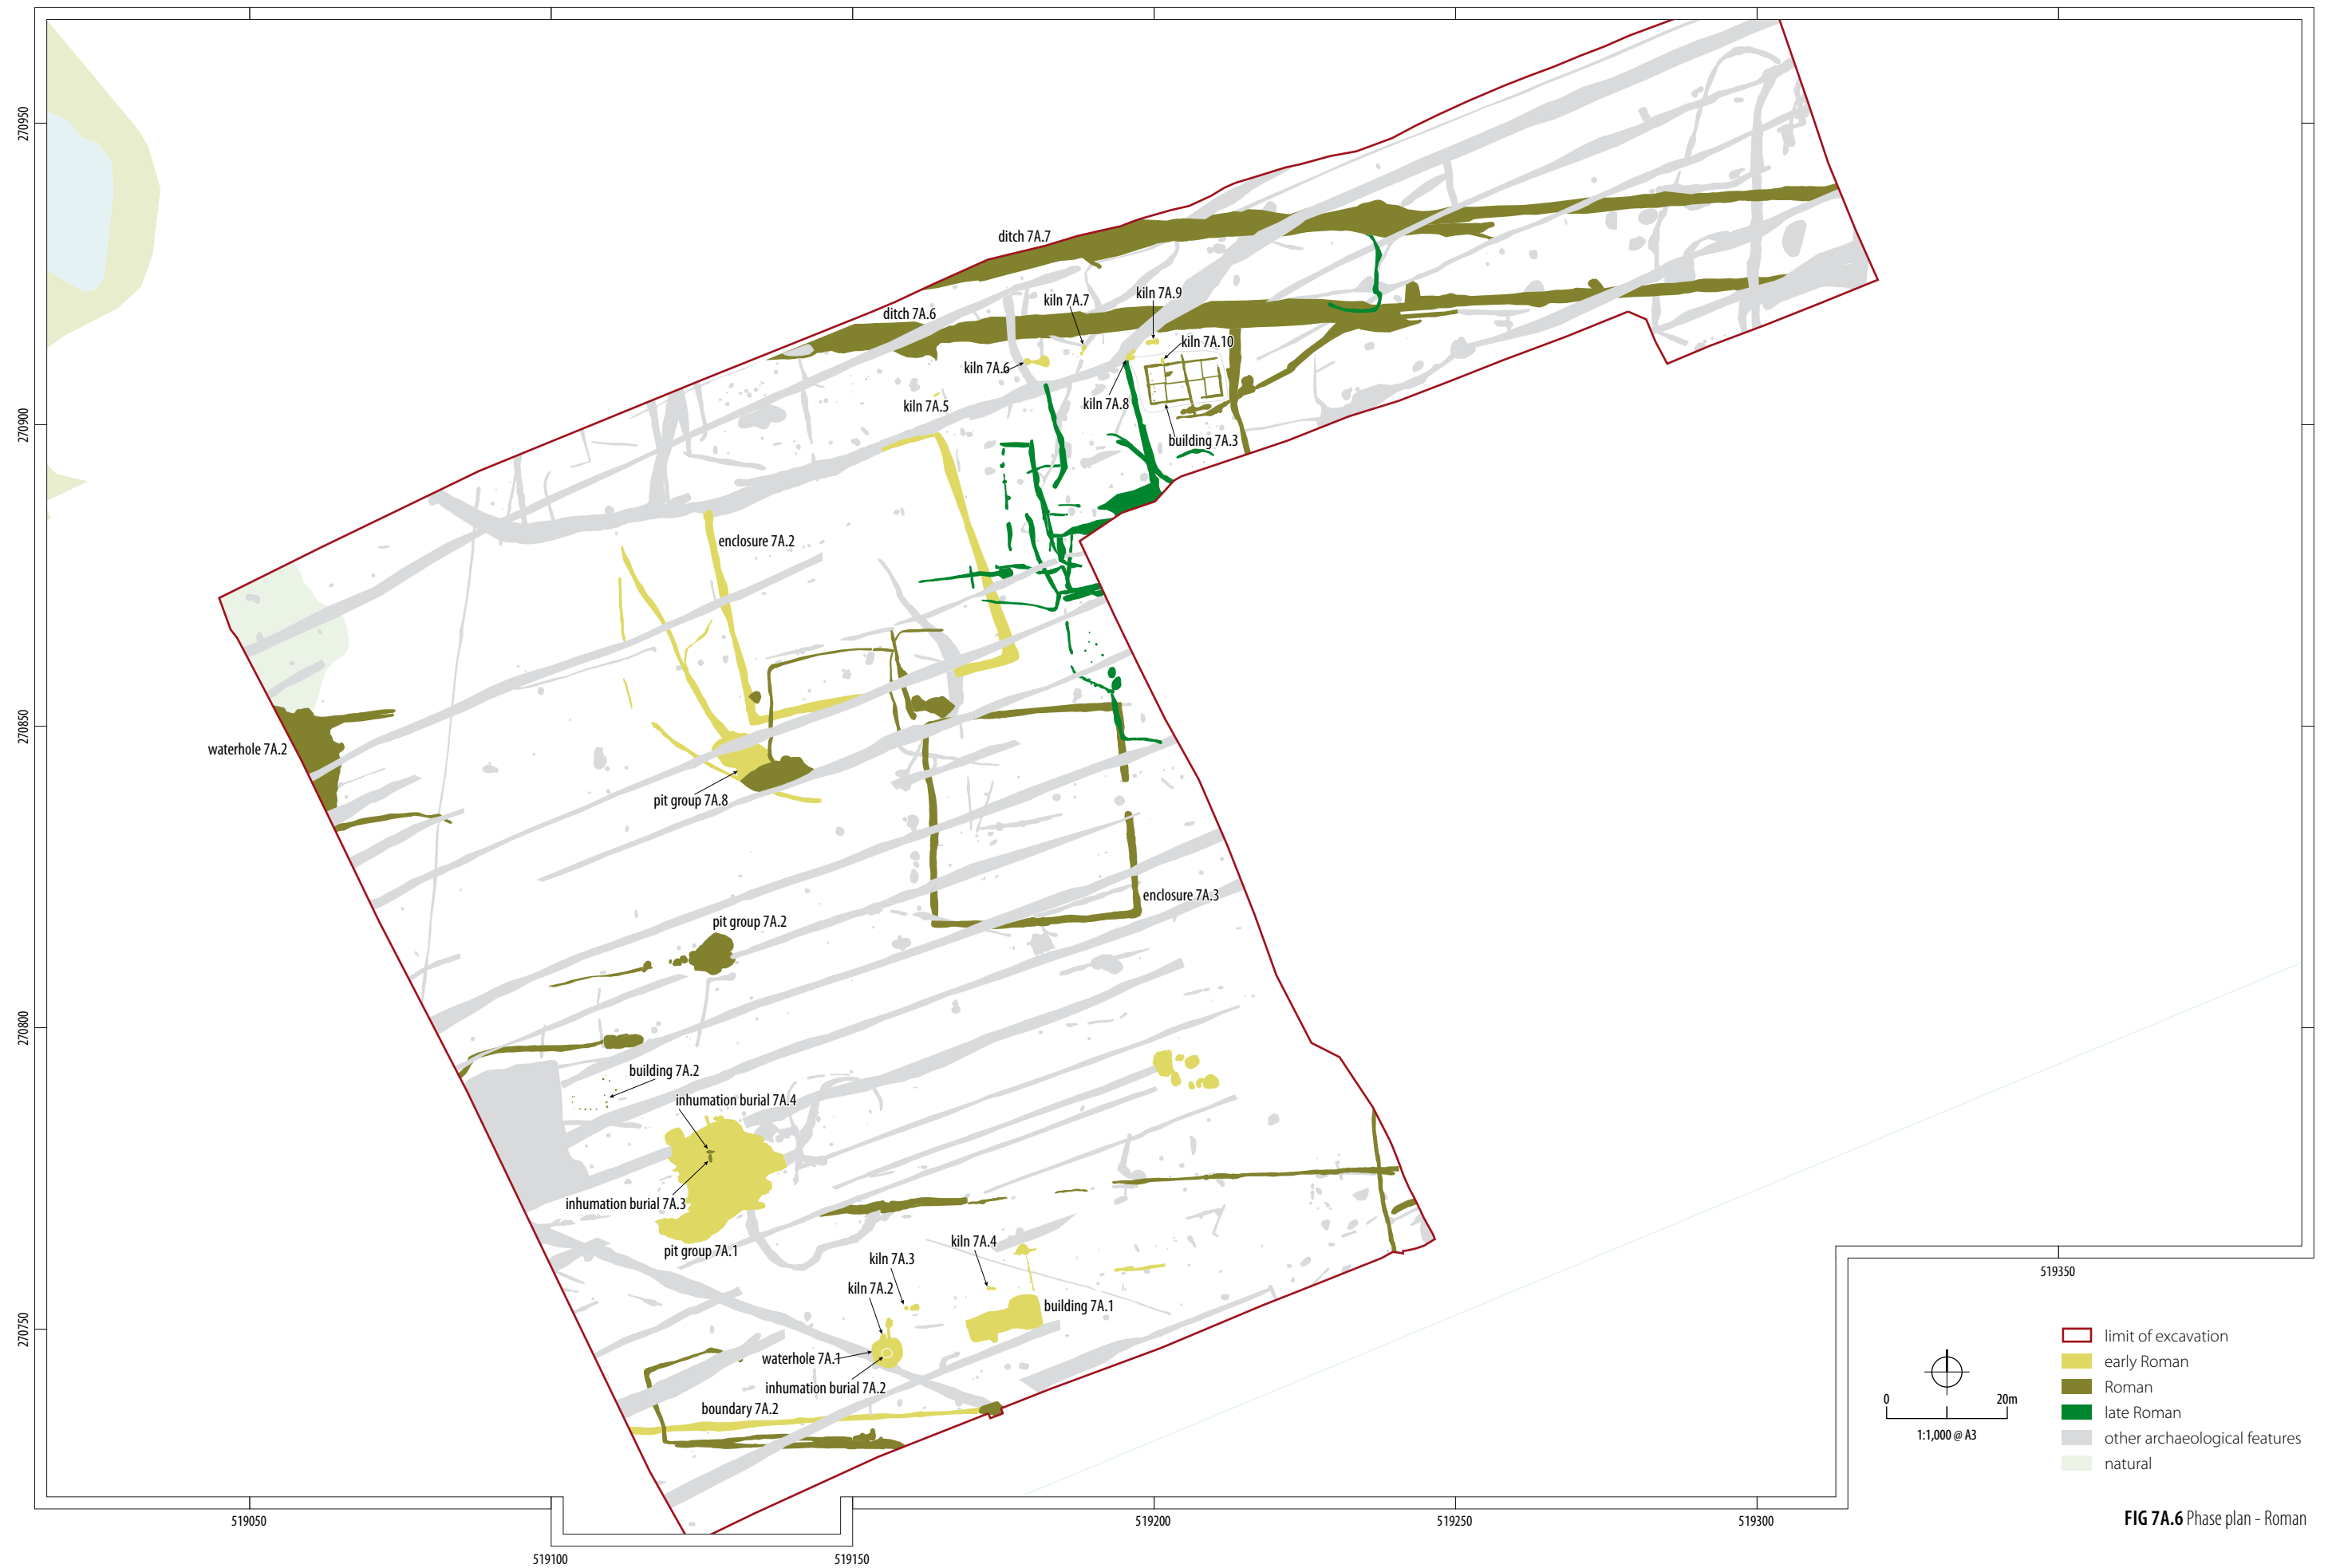 270950
270900
270850
270800
270750
ditch 7A.7
ditch 7A.6
kiln 7A.7
kiln 7A.9
kiln 7A.10
kiln 7A.6
kiln 7A.5
kiln 7A.8
building 7A.3
enclosure 7A.2
waterhole 7A.2
pit group 7A.8
enclosure 7A.3
pit group 7A.2
building 7A.2
inhumation burial 7A.4
inhumation burial 7A.3
pit group 7A.1
kiln 7A.4
kiln 7A.3
kiln 7A.2
building 7A.1
waterhole 7A.1
inhumation burial 7A.2
boundary 7A.2
519350
0 20m
1:1,000 @ A3
limit of excavation
early Roman
Roman
late Roman
other archaeological features
natural
FIG 7A.6 Phase plan - Roman
519050
519200
519250
519300
519100
519150